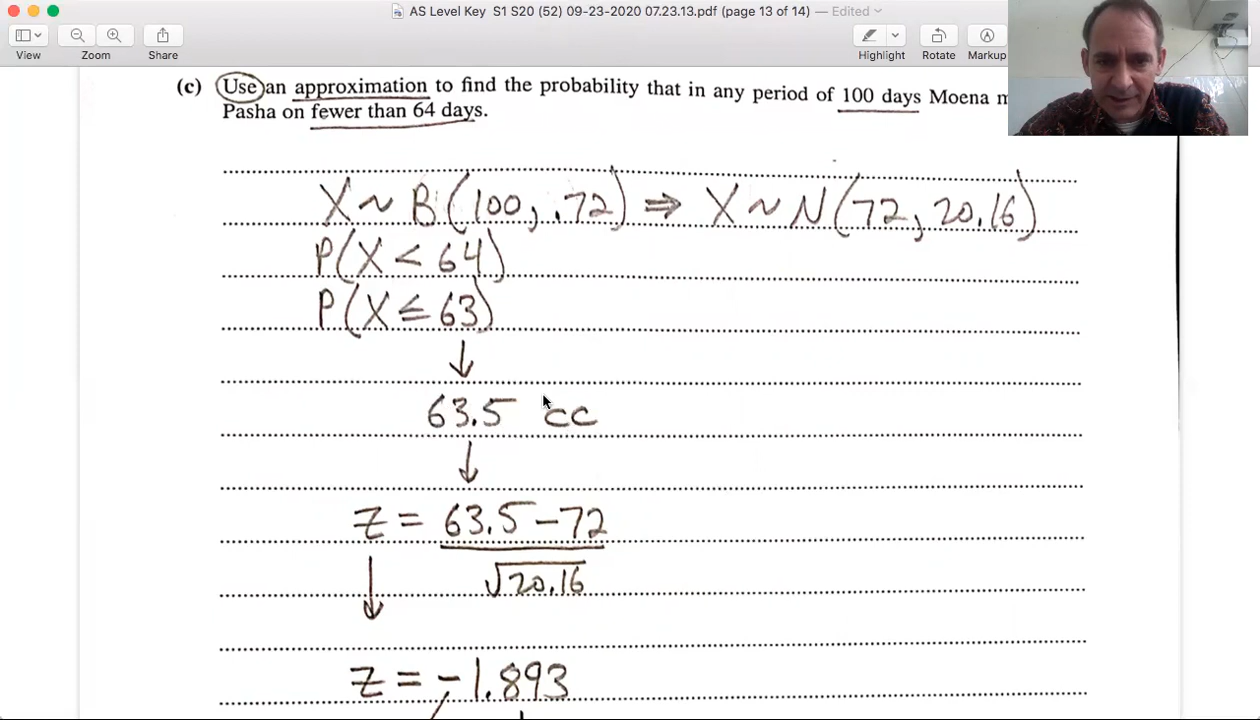 AS Level Key S1 S20 (52) 09-23-2020 07.23.13.pdf (page 13 of 14) — Edited
View Zoom Share Highlight Rotate Markup
(c) Use an approximation to find the probability that in any period of 100 days Moena
Pasha on fewer than 64 days.
X ~ B(100, .72) ⇒ X ~ N(72, 20.16)
P(X < 64)
P(X ≤ 63)
↓
63.5 cc
↓
Z = 63.5 – 72
√20.16
↓
Z = –1.893